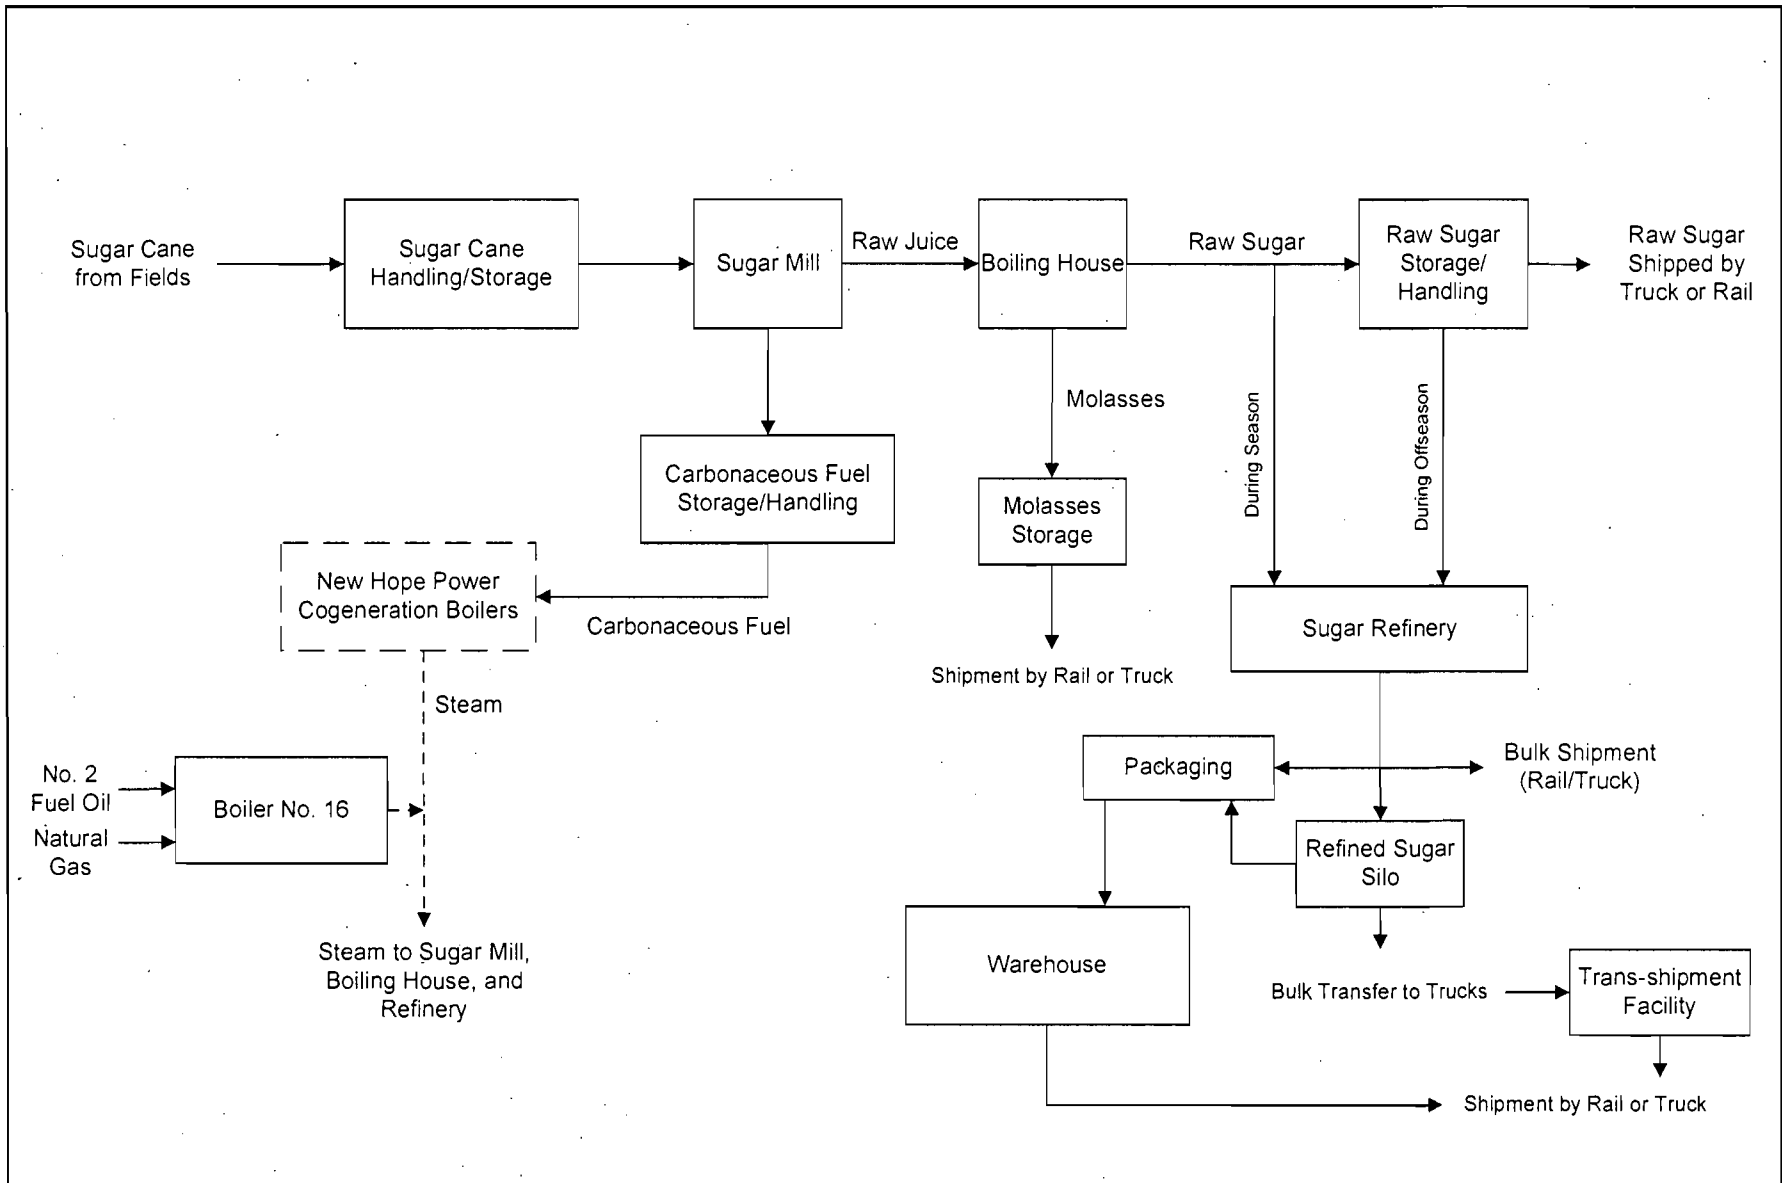 Sugar Cane
from Fields
Sugar Cane
Handling/Storage
Sugar Mill
Raw Juice
Boiling House
Raw Sugar
Raw Sugar
Storage/
Handling
Raw Sugar
Shipped by
Truck or Rail
Molasses
During Season
During Offseason
Carbonaceous Fuel
Storage/Handling
Molasses
Storage
New Hope Power
Cogeneration Boilers
Carbonaceous Fuel
Sugar Refinery
Shipment by Rail or Truck
Steam
No. 2
Fuel Oil
Natural
Gas
Boiler No. 16
Packaging
Bulk Shipment
(Rail/Truck)
Refined Sugar
Silo
Steam to Sugar Mill,
Boiling House, and
Refinery
Warehouse
Bulk Transfer to Trucks
Trans-shipment
Facility
Shipment by Rail or Truck